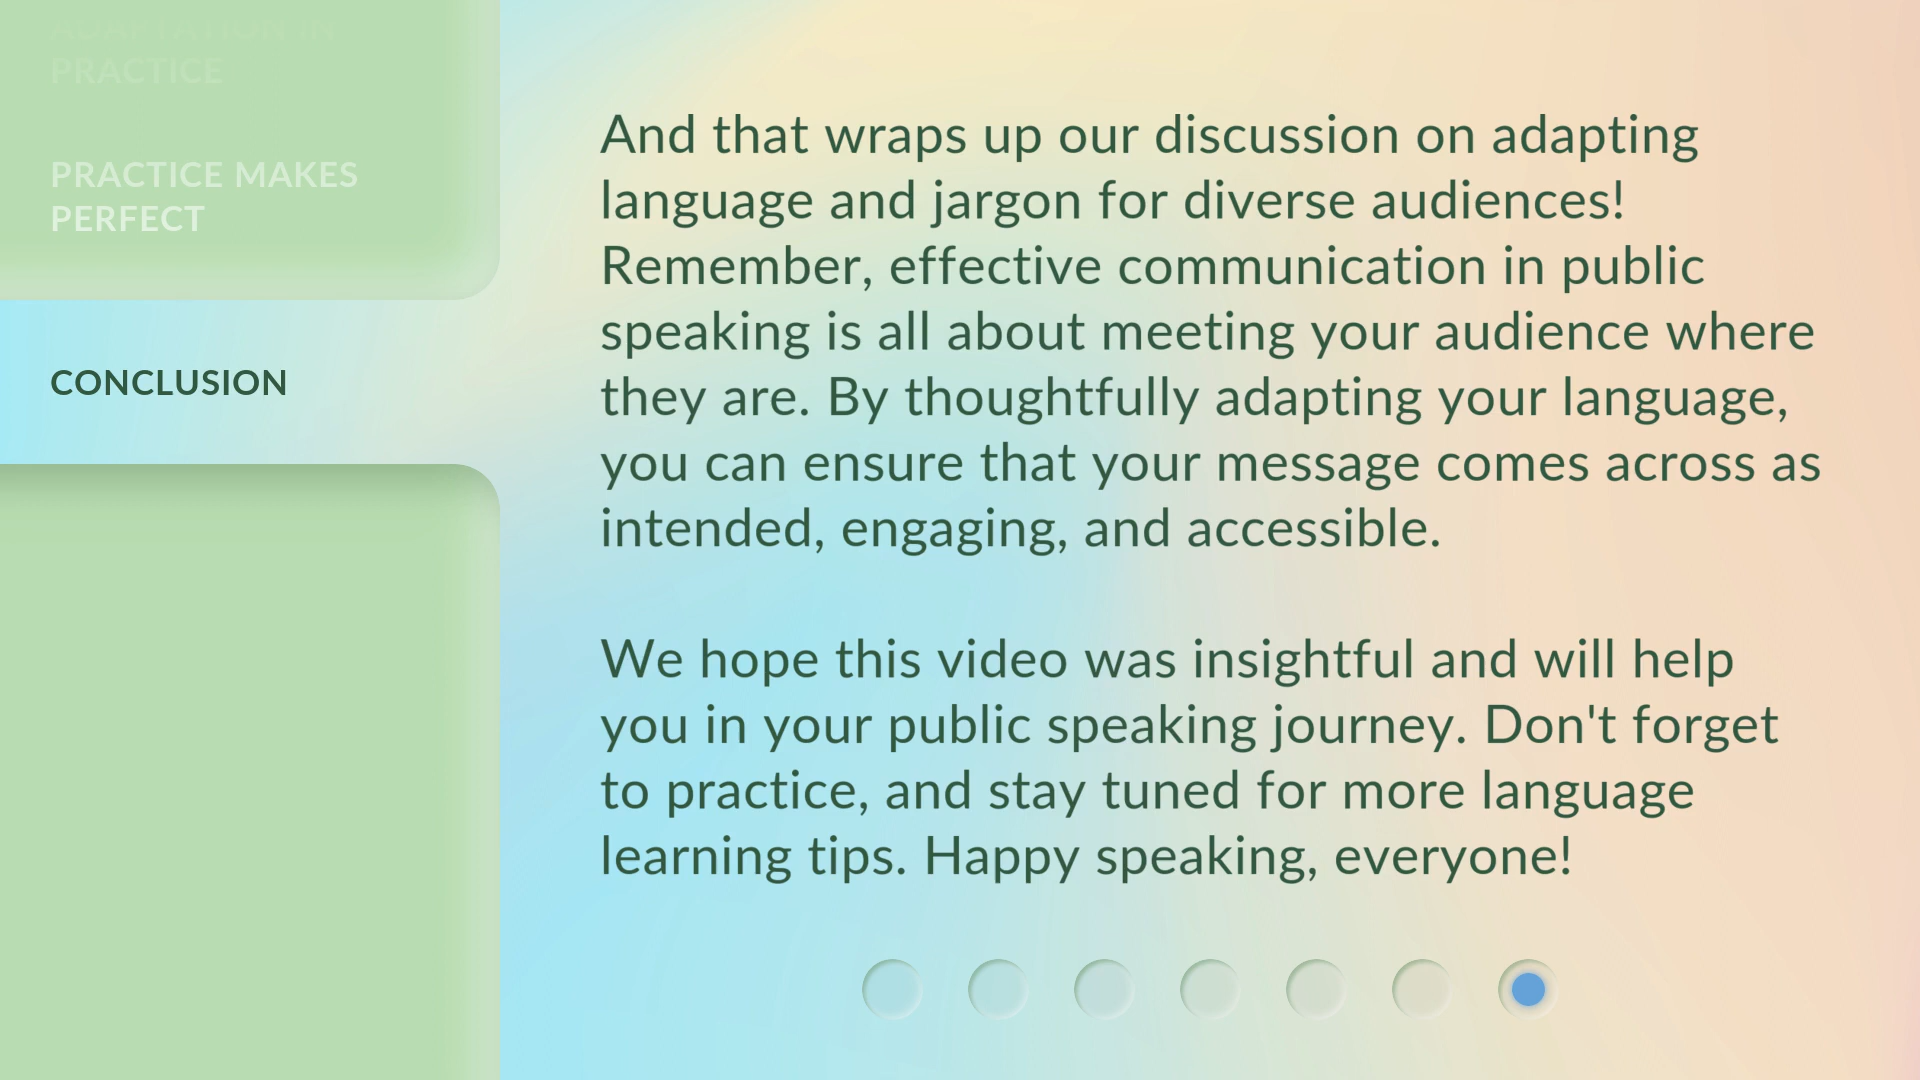 ADAPTATION IN
PRACTICE
PRACTICE MAKES
PERFECT
CONCLUSION
And that wraps up our discussion on adapting
language and jargon for diverse audiences!
Remember, effective communication in public
speaking is all about meeting your audience where
they are. By thoughtfully adapting your language,
you can ensure that your message comes across as
intended, engaging, and accessible.
We hope this video was insightful and will help
you in your public speaking journey. Don't forget
to practice, and stay tuned for more language
learning tips. Happy speaking, everyone!